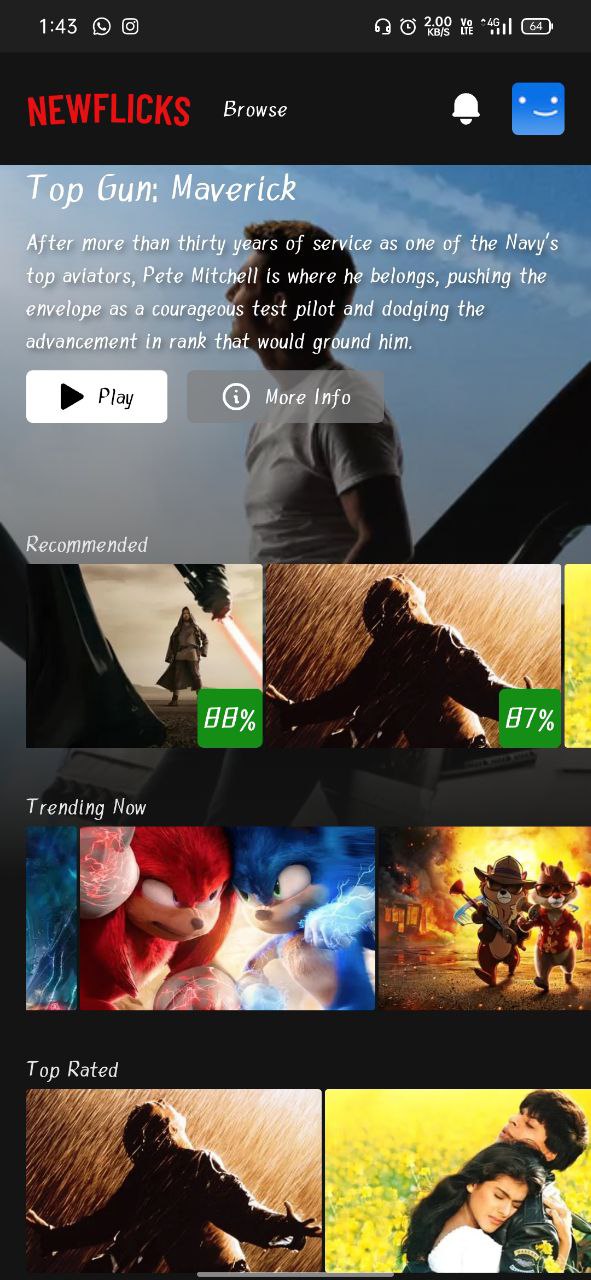 1:43
2.00 KB/S
Vo LTE
4G
64
NEWFLICKS
Browse
Top Gun: Maverick
After more than thirty years of service as one of the Navy's
top aviators, Pete Mitchell is where he belongs, pushing the
envelope as a courageous test pilot and dodging the
advancement in rank that would ground him.
Play
More Info
Recommended
88%
87%
Trending Now
Top Rated